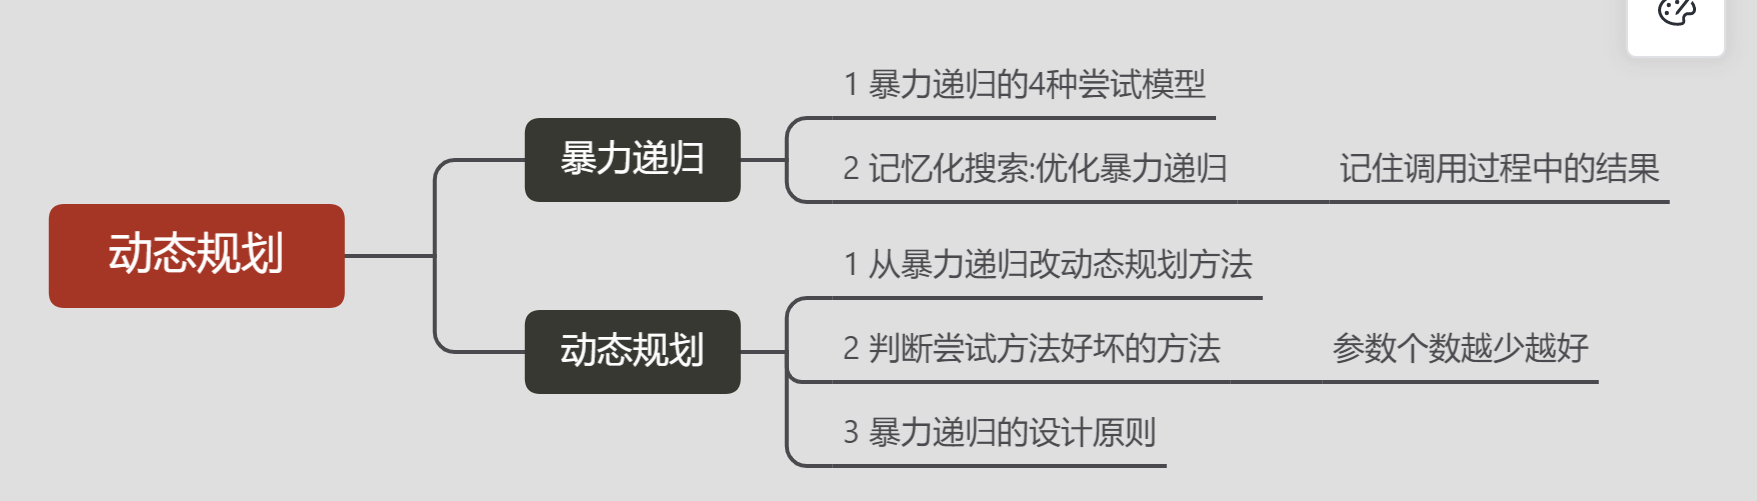 动态规划
暴力递归
1 暴力递归的4种尝试模型
2 记忆化搜索:优化暴力递归
记住调用过程中的结果
动态规划
1 从暴力递归改动态规划方法
2 判断尝试方法好坏的方法
参数个数越少越好
3 暴力递归的设计原则